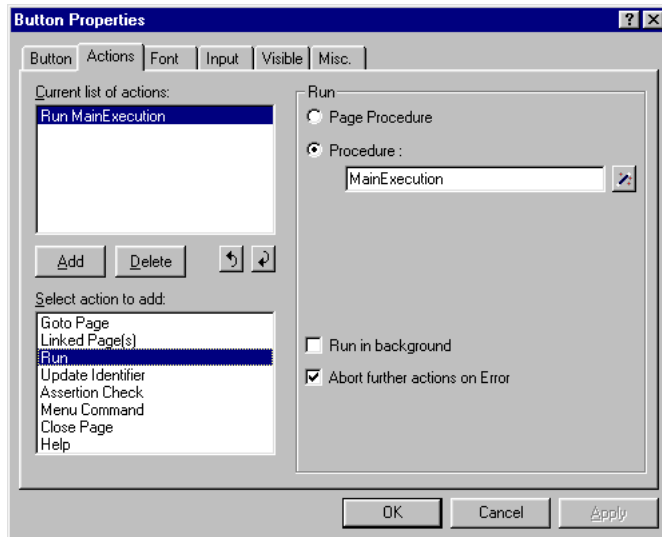 Button Properties
Button Actions Font Input Visible Misc.
Current list of actions:
Run MainExecution
Add Delete
Select action to add:
Goto Page
Linked Page(s)
Run
Update Identifier
Assertion Check
Menu Command
Close Page
Help
Run
Page Procedure
Procedure :
MainExecution
Run in background
Abort further actions on Error
OK Cancel Apply